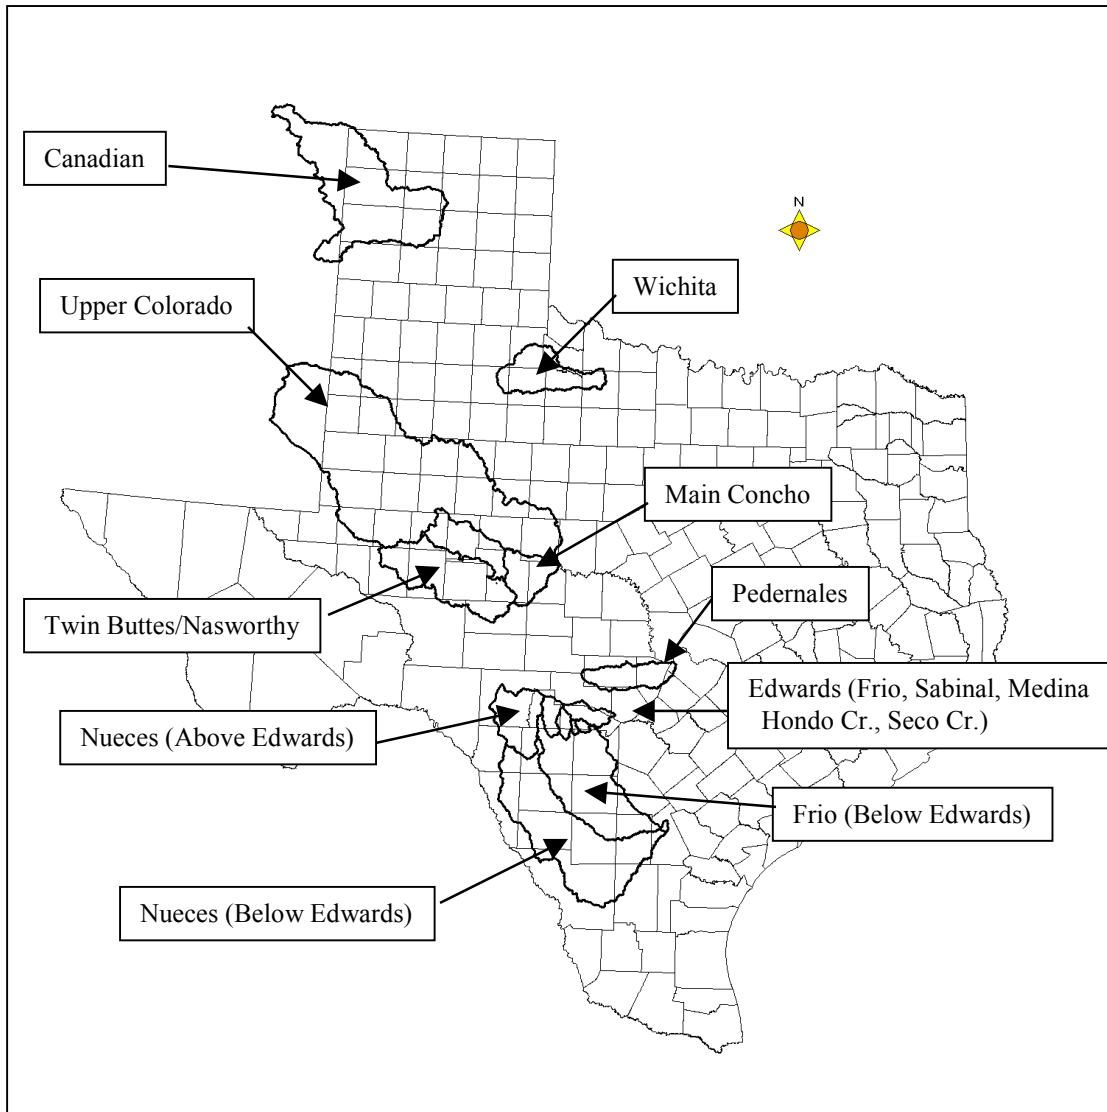 Canadian
N
Wichita
Upper Colorado
Main Concho
Pedernales
Twin Buttes/Nasworthy
Edwards (Frio, Sabinal, Medina
Hondo Cr., Seco Cr.)
Nueces (Above Edwards)
Frio (Below Edwards)
Nueces (Below Edwards)